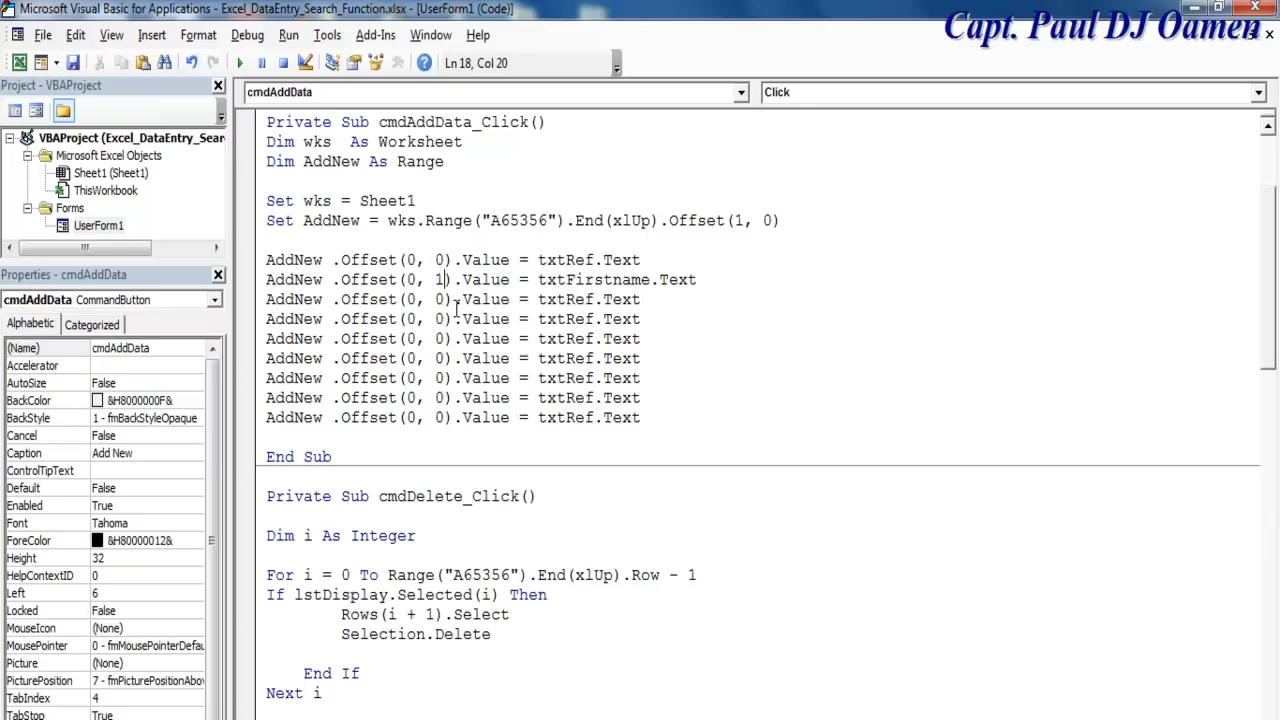 Microsoft Visual Basic for Applications - Excel_DataEntry_Search_Function.xlsx - [UserForm1 (Code)]
Capt. Paul DJ Oamen
File Edit View Insert Format Debug Run Tools Add-Ins Window Help
Ln 18, Col 20
Project - VBAProject
cmdAddData
Click
VBAProject (Excel_DataEntry_Sear
Microsoft Excel Objects
Sheet1 (Sheet1)
ThisWorkbook
Forms
UserForm1
Properties - cmdAddData
cmdAddData CommandButton
Alphabetic Categorized
(Name) cmdAddData
Accelerator
AutoSize False
BackColor &H8000000F&
BackStyle 1 - fmBackStyleOpaque
Cancel False
Caption Add New
ControlTipText
Default False
Enabled True
Font Tahoma
ForeColor &H80000012&
Height 32
HelpContextID 0
Left 6
Locked False
MouseIcon (None)
MousePointer 0 - fmMousePointerDefau
Picture (None)
PicturePosition 7 - fmPicturePositionAbov
TabIndex 4
TabStop True
Private Sub cmdAddData_Click()
Dim wks  As Worksheet
Dim AddNew As Range
Set wks = Sheet1
Set AddNew = wks.Range("A65356").End(xlUp).Offset(1, 0)
AddNew .Offset(0, 0).Value = txtRef.Text
AddNew .Offset(0, 1).Value = txtFirstname.Text
AddNew .Offset(0, 0).Value = txtRef.Text
AddNew .Offset(0, 0).Value = txtRef.Text
AddNew .Offset(0, 0).Value = txtRef.Text
AddNew .Offset(0, 0).Value = txtRef.Text
AddNew .Offset(0, 0).Value = txtRef.Text
AddNew .Offset(0, 0).Value = txtRef.Text
AddNew .Offset(0, 0).Value = txtRef.Text
End Sub
Private Sub cmdDelete_Click()
Dim i As Integer
For i = 0 To Range("A65356").End(xlUp).Row - 1
If lstDisplay.Selected(i) Then
Rows(i + 1).Select
Selection.Delete
End If
Next i